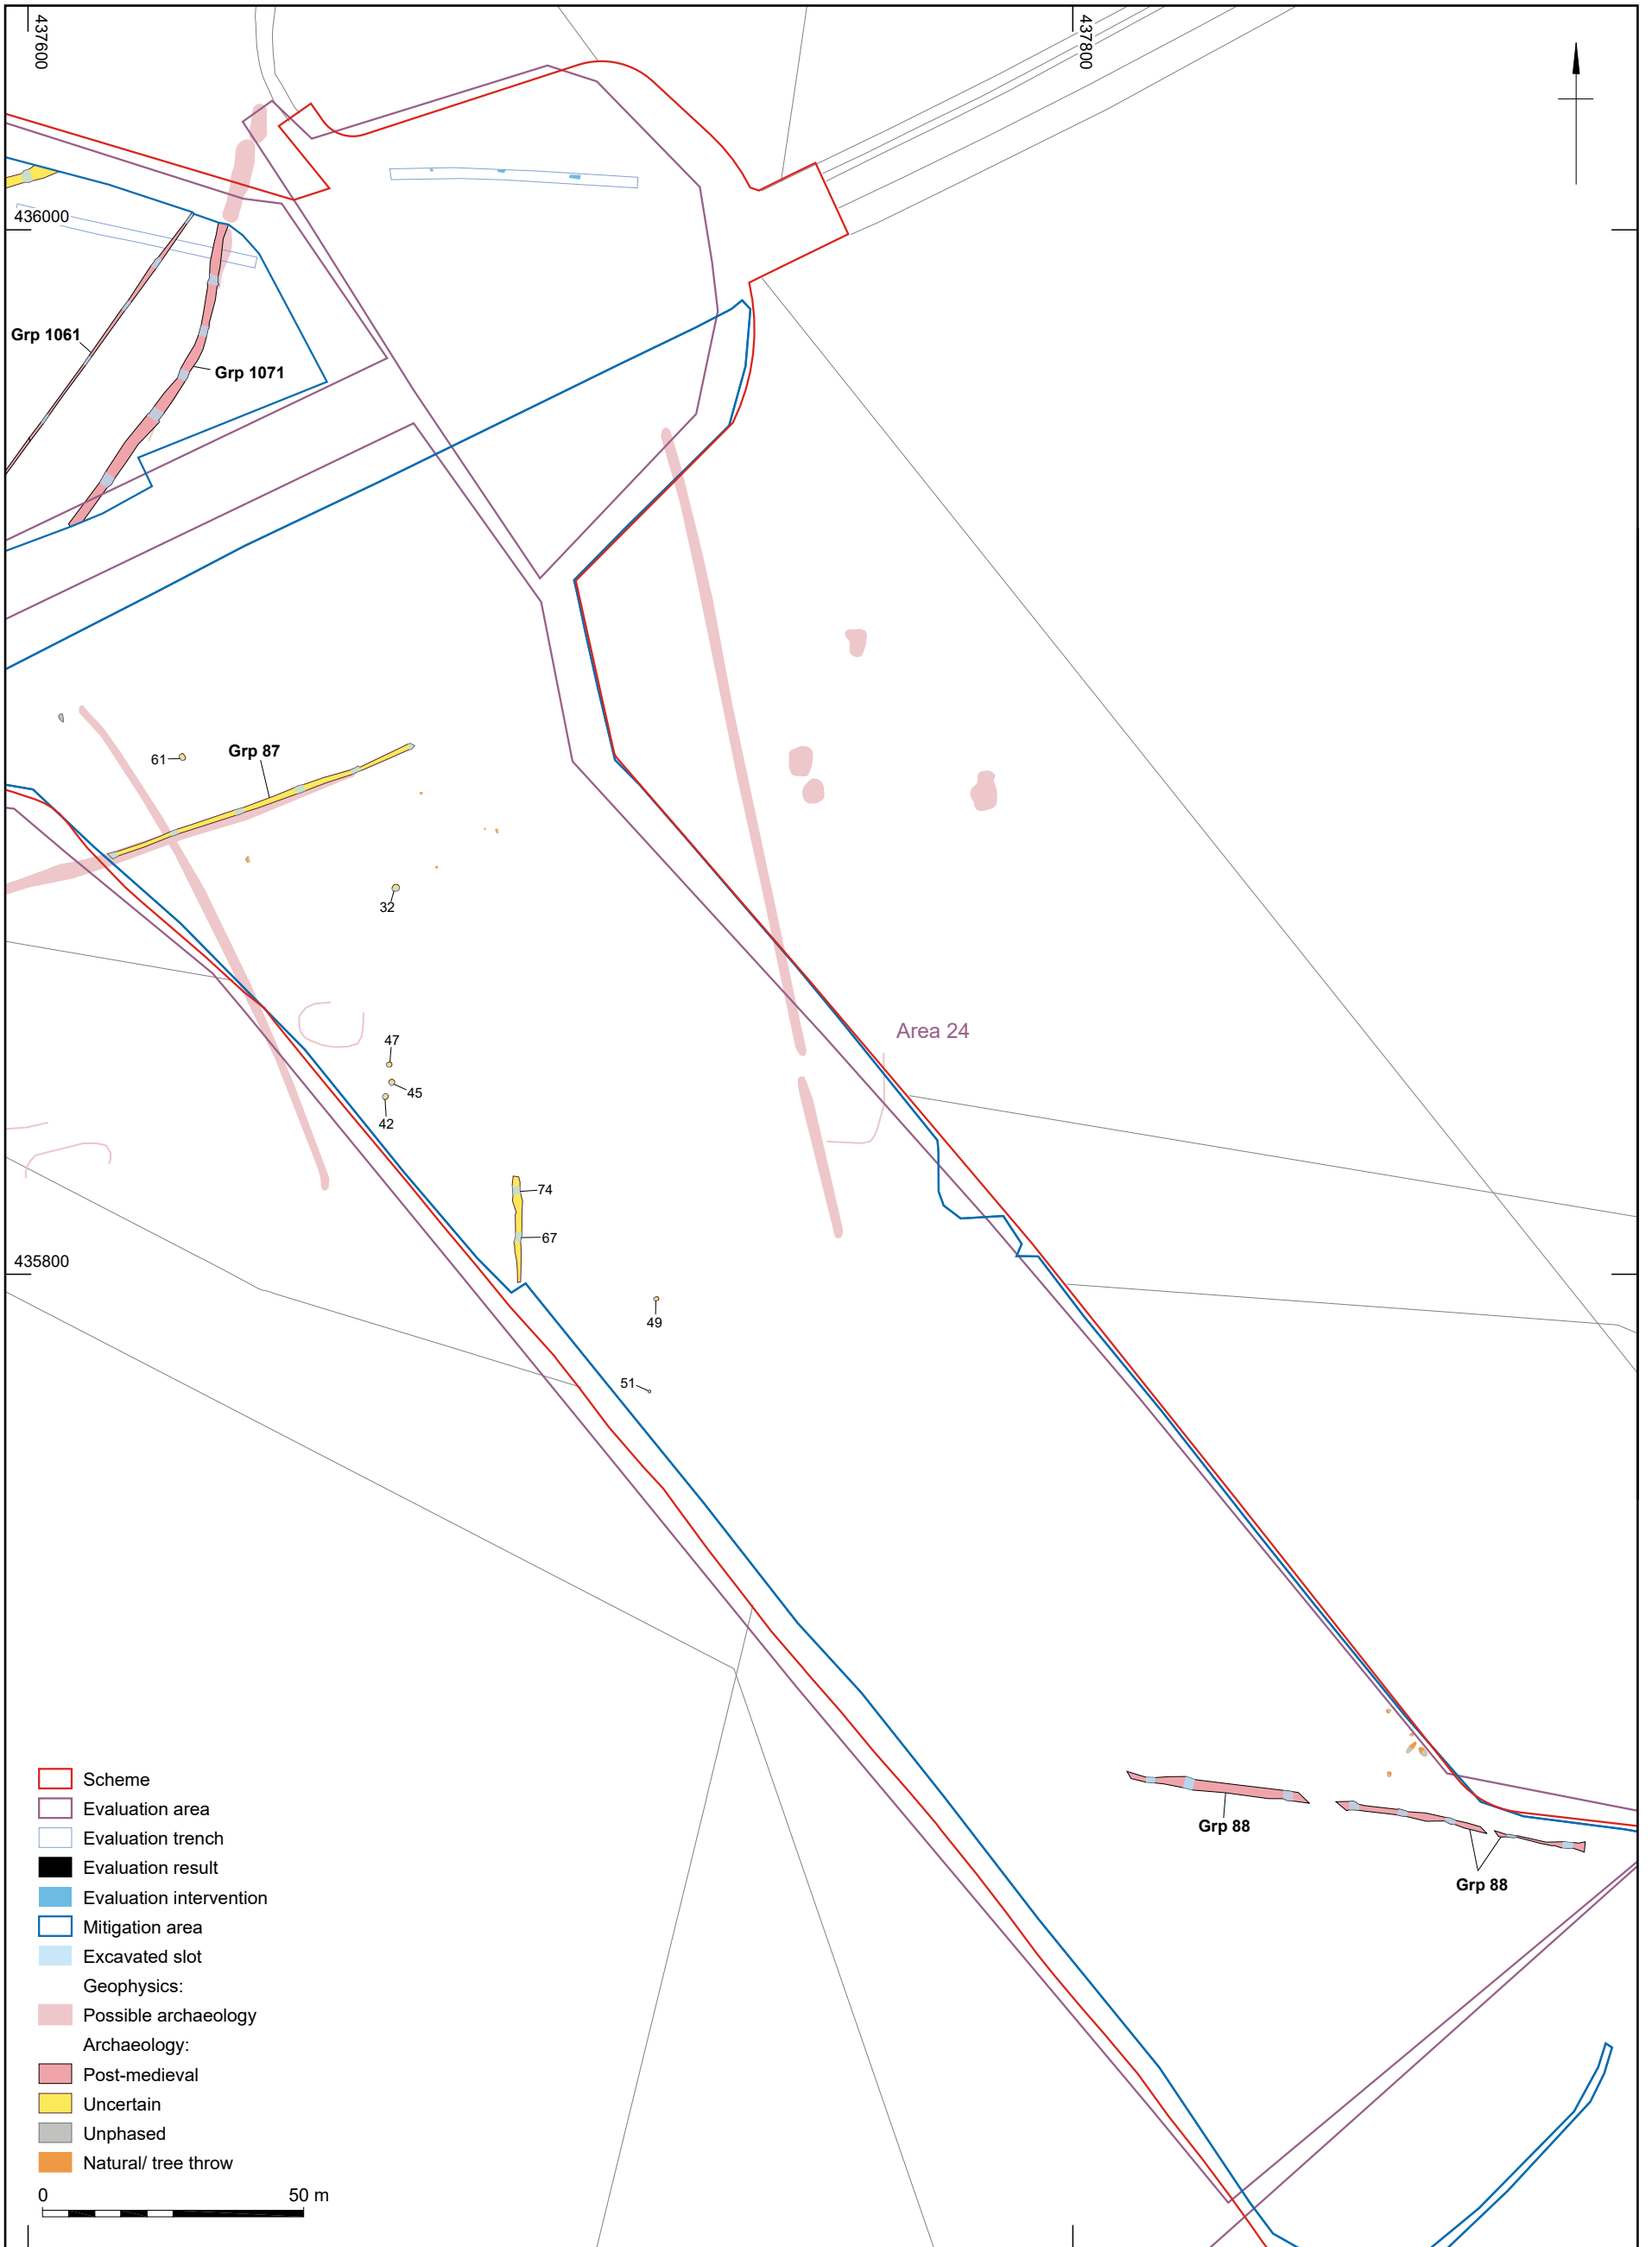 437600
437800
436000
Grp 1061
Grp 1071
61
Grp 87
32
Area 24
47
45
42
74
67
435800
49
51
Grp 88
Grp 88
Scheme
Evaluation area
Evaluation trench
Evaluation result
Evaluation intervention
Mitigation area
Excavated slot
Geophysics:
Possible archaeology
Archaeology:
Post-medieval
Uncertain
Unphased
Natural/ tree throw
0 50 m